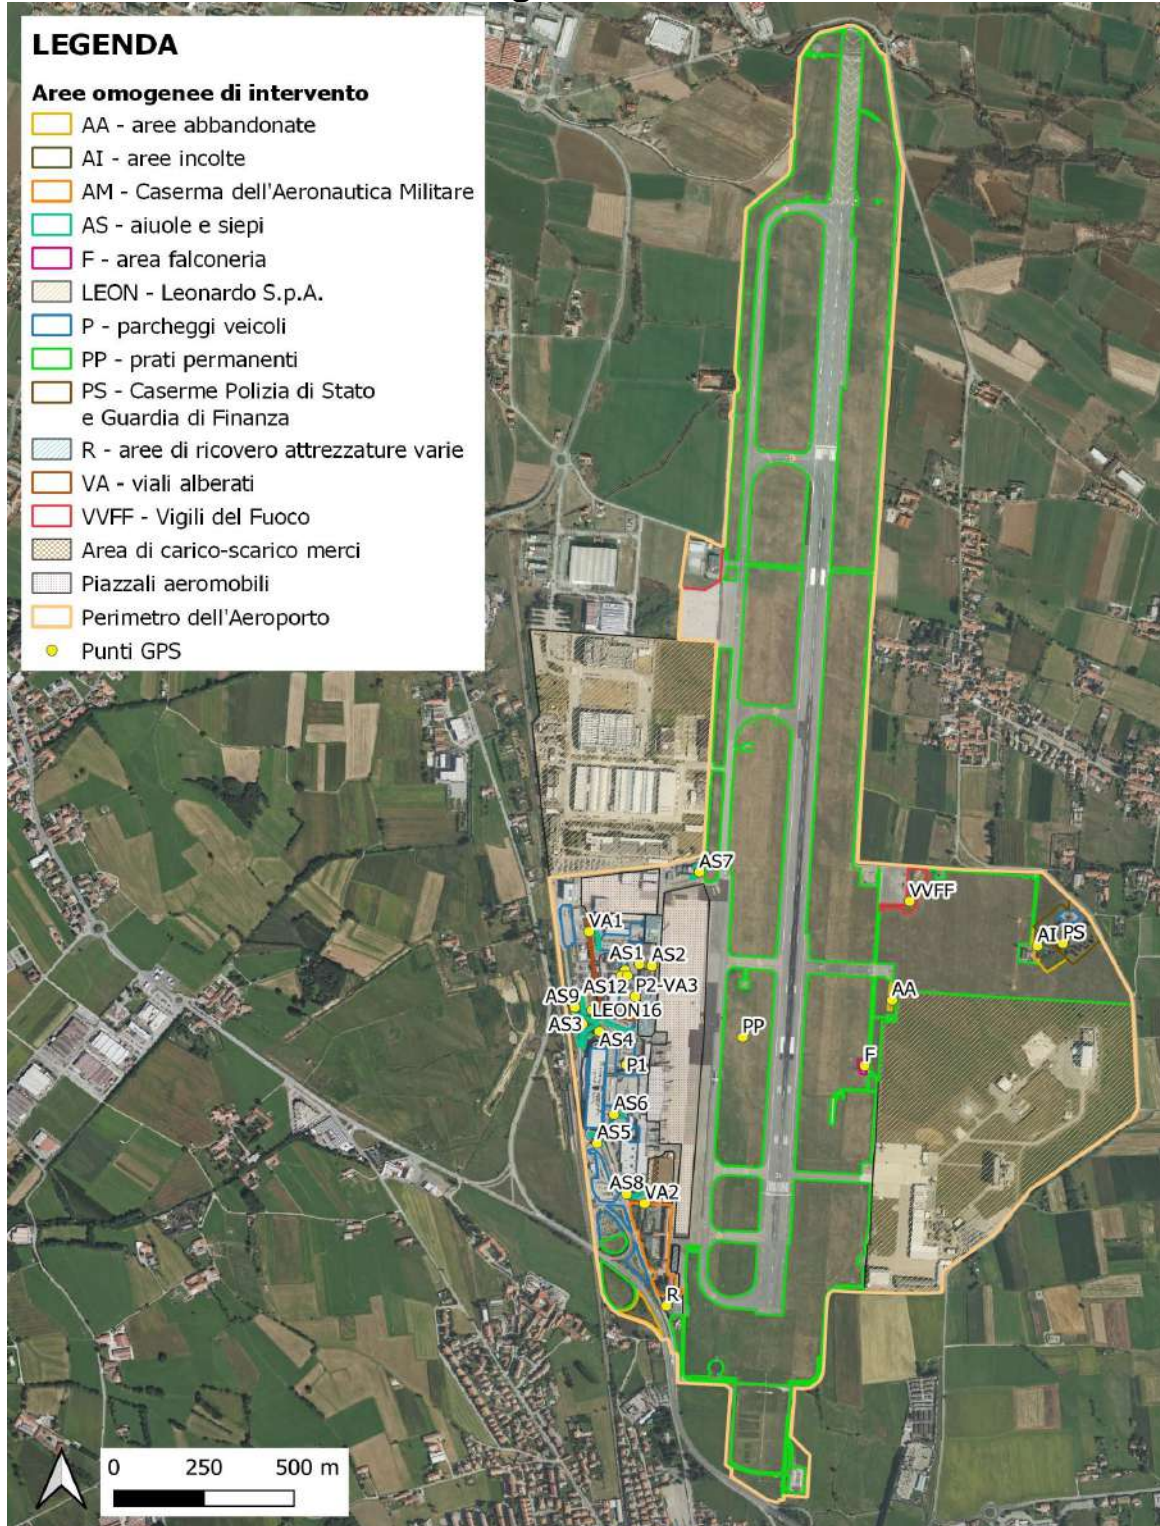 LEGENDA
Aree omogenee di intervento
AA - aree abbandonate
AI - aree incolte
AM - Caserma dell'Aeronautica Militare
AS - aiuole e siepi
F - area falconeria
LEON - Leonardo S.p.A.
P - parcheggi veicoli
PP - prati permanenti
PS - Caserme Polizia di Stato
e Guardia di Finanza
R - aree di ricovero attrezzature varie
VA - viali alberati
VVFF - Vigili del Fuoco
Area di carico-scarico merci
Piazzali aeromobili
Perimetro dell'Aeroporto
Punti GPS
AS7
VVFF
VA1
AI PS
AS1 AS2
AS12 P2-VA3
AA
AS9
LEON16
AS3
AS4
PP
F
P1
AS6
AS5
AS8
VA2
R
0 250 500 m